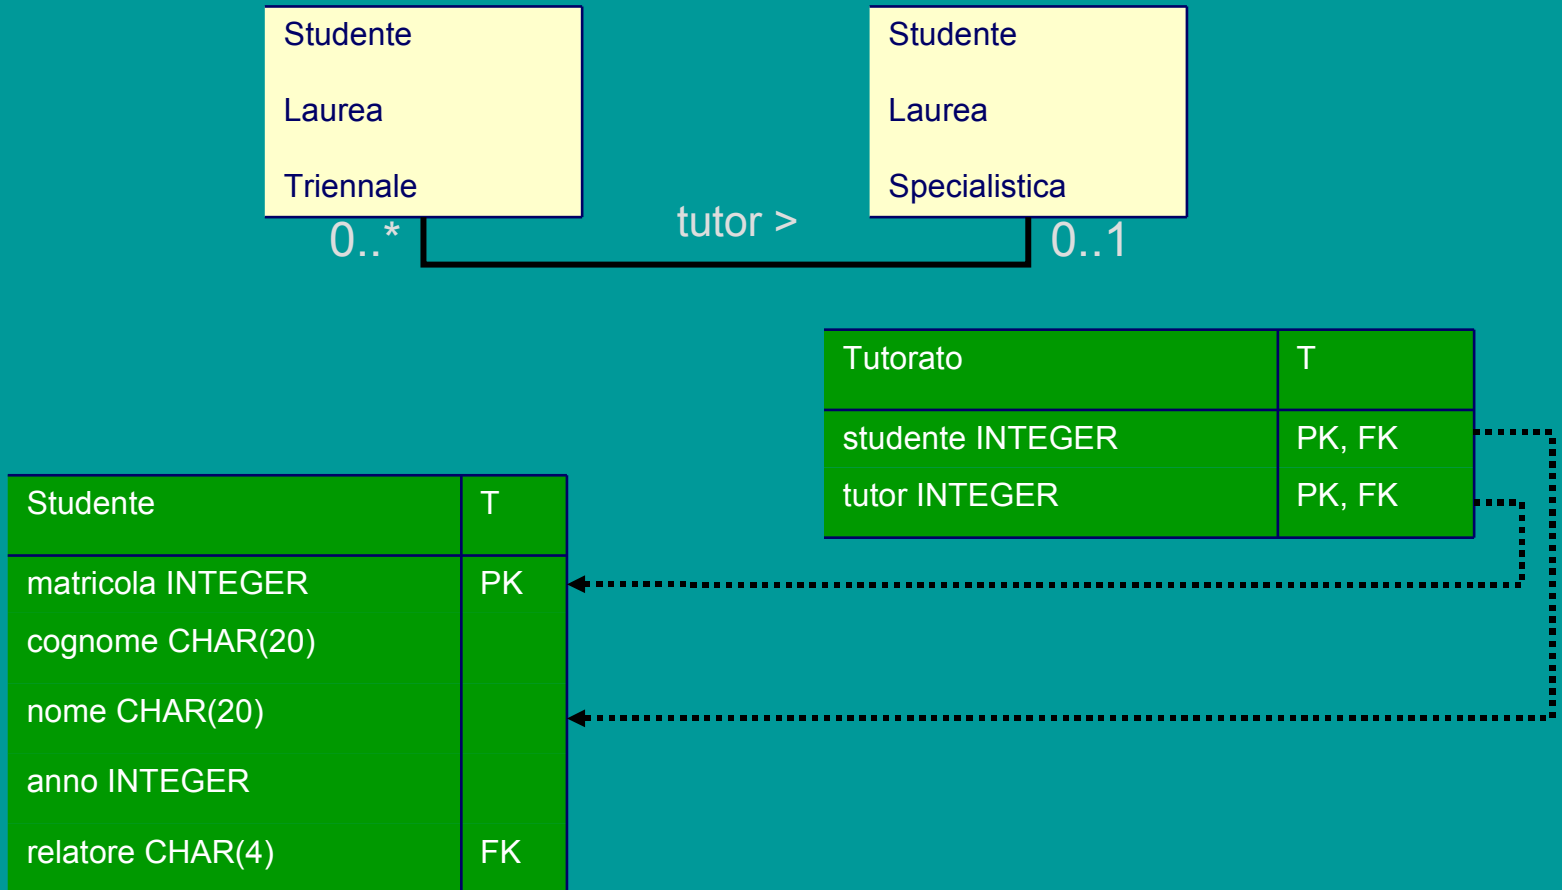 Studente
Laurea
Triennale
Studente
Laurea
Specialistica
0..*
tutor >
0..1
Tutorato T
studente INTEGER PK, FK
tutor INTEGER PK, FK
Studente T
matricola INTEGER PK
cognome CHAR(20)
nome CHAR(20)
anno INTEGER
relatore CHAR(4) FK